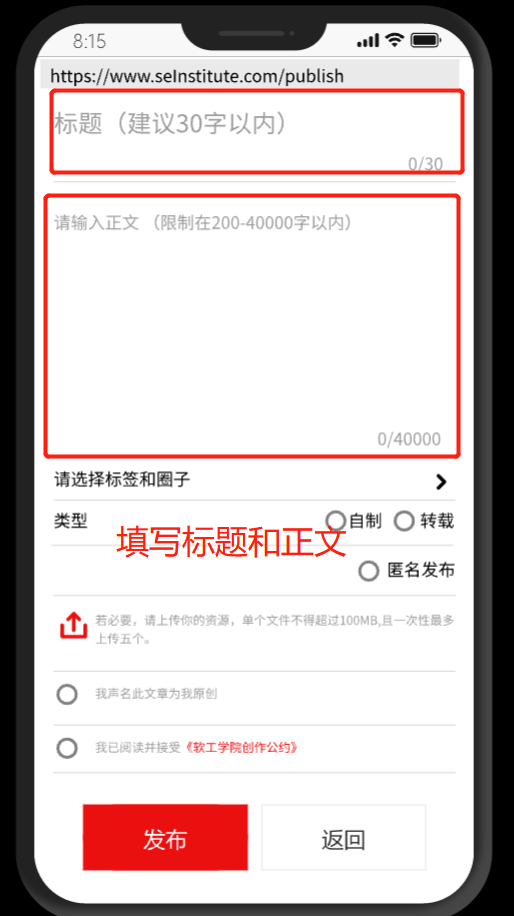 8:15
https://www.seInstitute.com/publish
标题（建议30字以内）
0/30
请输入正文 （限制在200-40000字以内）
0/40000
请选择标签和圈子
类型 自制 转载
填写标题和正文
匿名发布
若必要，请上传你的资源，单个文件不得超过100MB,且一次性最多
上传五个。
我声名此文章为我原创
我已阅读并接受《软工学院创作公约》
发布 返回